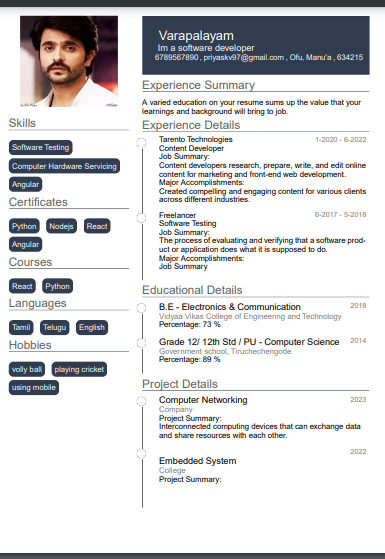 Varapalayam
Im a software developer
6789567890 , priyaskv97@gmail.com , Ofu, Manu'a , 634215
Skills
Software Testing
Computer Hardware Servicing
Angular
Certificates
Python Nodejs React
Angular
Courses
React Python
Languages
Tamil Telugu English
Hobbies
volly ball playing cricket
using mobile
Experience Summary
A varied education on your resume sums up the value that your
learnings and background will bring to job.
Experience Details
Tarento Technologies 1-2020 - 6-2022
Content Developer
Job Summary:
Content developers research, prepare, write, and edit online
content for marketing and front-end web development.
Major Accomplishments:
Created compelling and engaging content for various clients
across different industries.
Freelancer 6-2017 - 5-2018
Software Testing
Job Summary:
The process of evaluating and verifying that a software prod-
uct or application does what it is supposed to do.
Major Accomplishments:
Job Summary
Educational Details
B.E - Electronics & Communication 2018
Vidyaa Vikas College of Engineering and Technology
Percentage: 73 %
Grade 12/ 12th Std / PU - Computer Science 2014
Government school, Tiruchengode
Percentage: 89 %
Project Details
Computer Networking 2023
Company
Project Summary:
Interconnected computing devices that can exchange data
and share resources with each other.
2022
Embedded System
College
Project Summary: